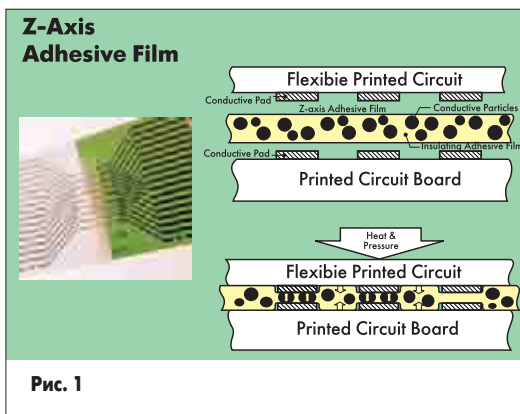 Z-Axis
Adhesive Film
Flexibie Printed Circuit
Conductive Pad
Z-axis Adhesive Film
Conductive Particles
Insulating Adhesive Film
Conductive Pad
Printed Circuit Board
Heat &
Pressure
Flexibie Printed Circuit
Printed Circuit Board
Рис. 1